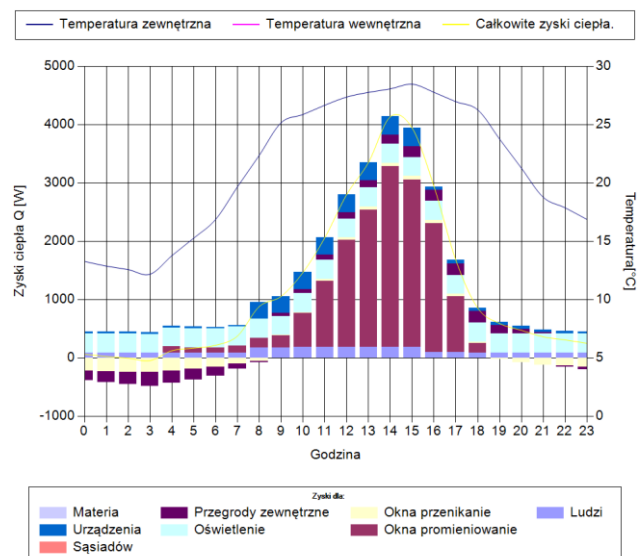 Temperatura zewnętrzna Temperatura wewnętrzna Całkowite zyski ciepła.
5000 30
4000 25
3000 20
2000 15
1000 10
0 5
-1000 0
Zyski ciepła Q [W]
Temperatura[°C]
0 1 2 3 4 5 6 7 8 9 10 11 12 13 14 15 16 17 18 19 20 21 22 23
Godzina
Zyski dla:
Materia Przegrody zewnętrzne Okna przenikanie Ludzi
Urządzenia Oświetlenie Okna promieniowanie
Sąsiadów